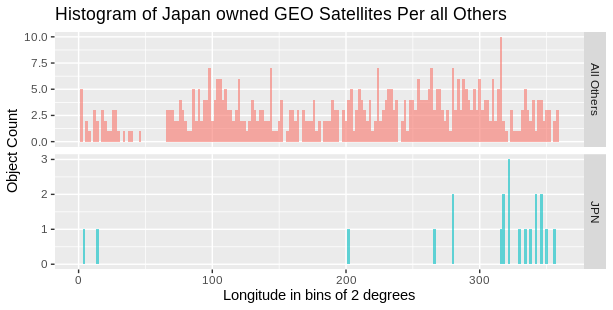 Histogram of Japan owned GEO Satellites Per all Others
Object Count
10.0
7.5
5.0
2.5
0.0
All Others
3
2
1
0
JPN
0
100
200
300
Longitude in bins of 2 degrees